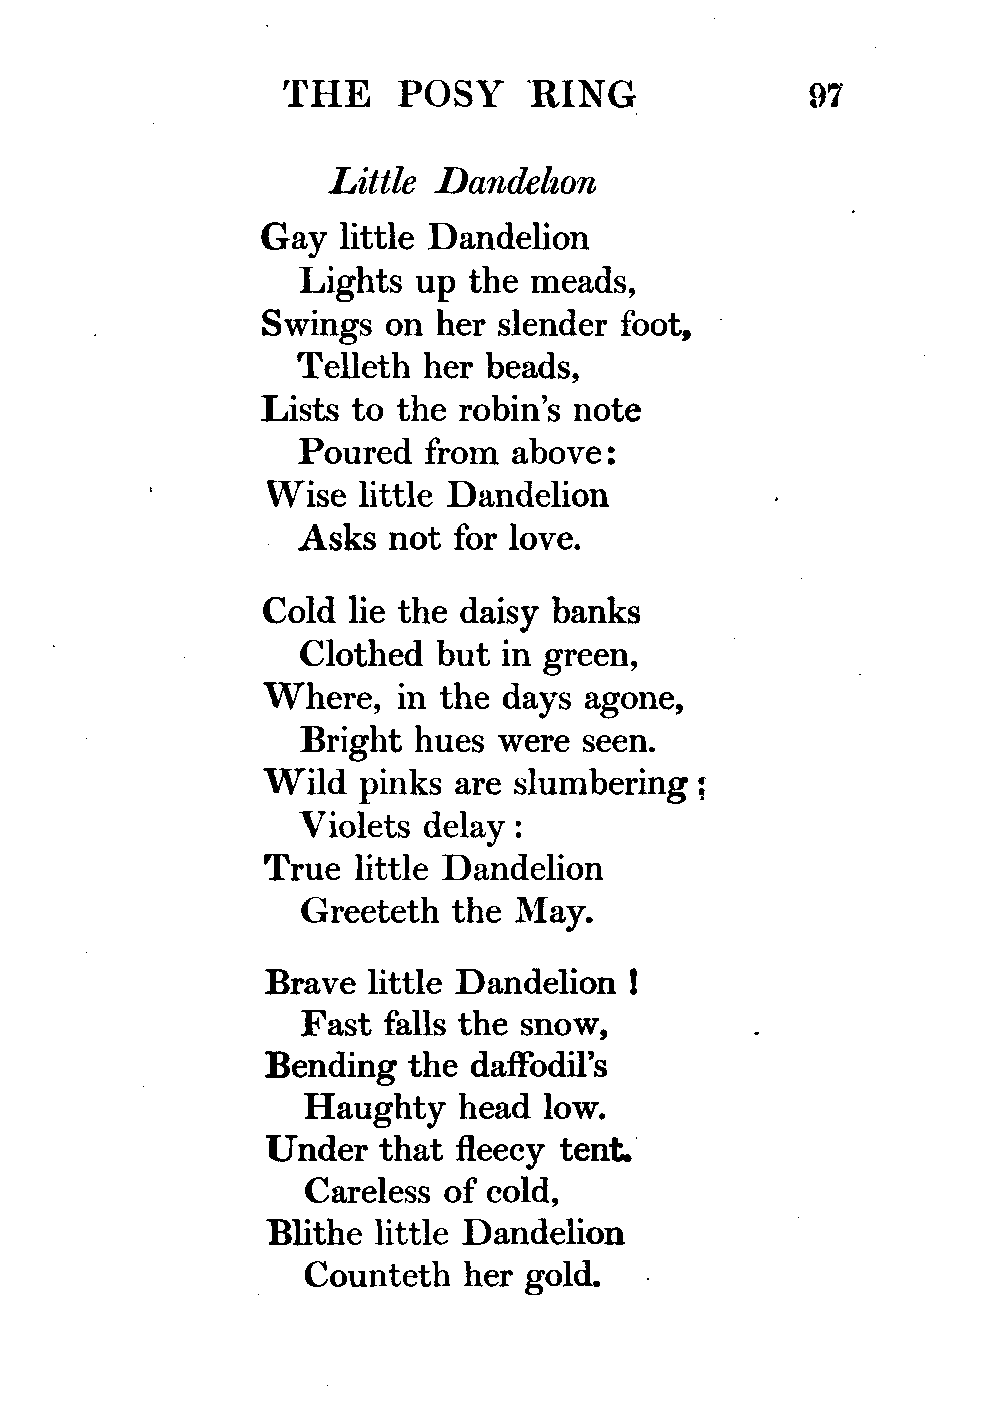 THE POSY RING 97
Little Dandelion
Gay little Dandelion
Lights up the meads,
Swings on her slender foot,
Telleth her beads,
Lists to the robin's note
Poured from above:
Wise little Dandelion
Asks not for love.
Cold lie the daisy banks
Clothed but in green,
Where, in the days agone,
Bright hues were seen.
Wild pinks are slumbering;
Violets delay:
True little Dandelion
Greeteth the May.
Brave little Dandelion!
Fast falls the snow,
Bending the daffodil's
Haughty head low.
Under that fleecy tent.
Careless of cold,
Blithe little Dandelion
Counteth her gold.